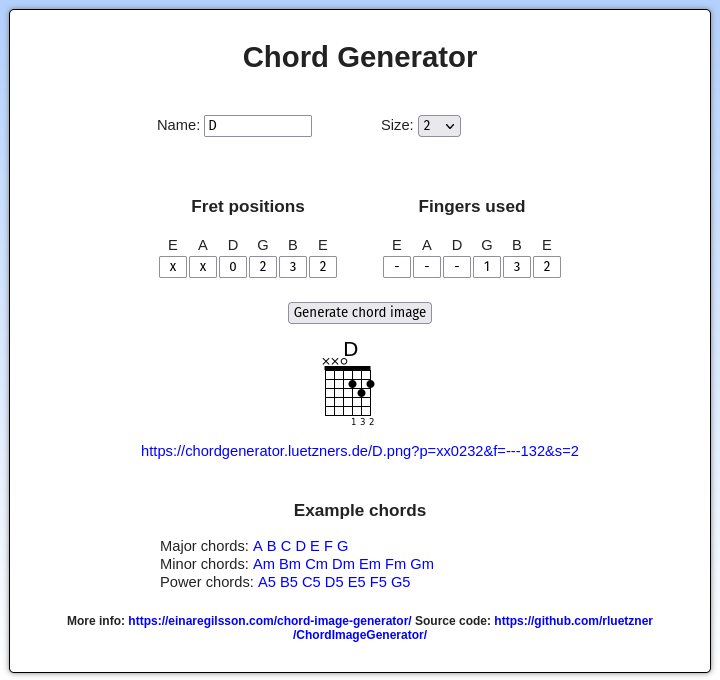 Chord Generator
Name: D Size: 2
Fret positions Fingers used
E A D G B E E A D G B E
x x 0 2 3 2 - - - 1 3 2
Generate chord image
D
××○
1 3 2
https://chordgenerator.luetzners.de/D.png?p=xx0232&f=---132&s=2
Example chords
Major chords: A B C D E F G
Minor chords: Am Bm Cm Dm Em Fm Gm
Power chords: A5 B5 C5 D5 E5 F5 G5
More info: https://einaregilsson.com/chord-image-generator/ Source code: https://github.com/rluetzner
/ChordImageGenerator/